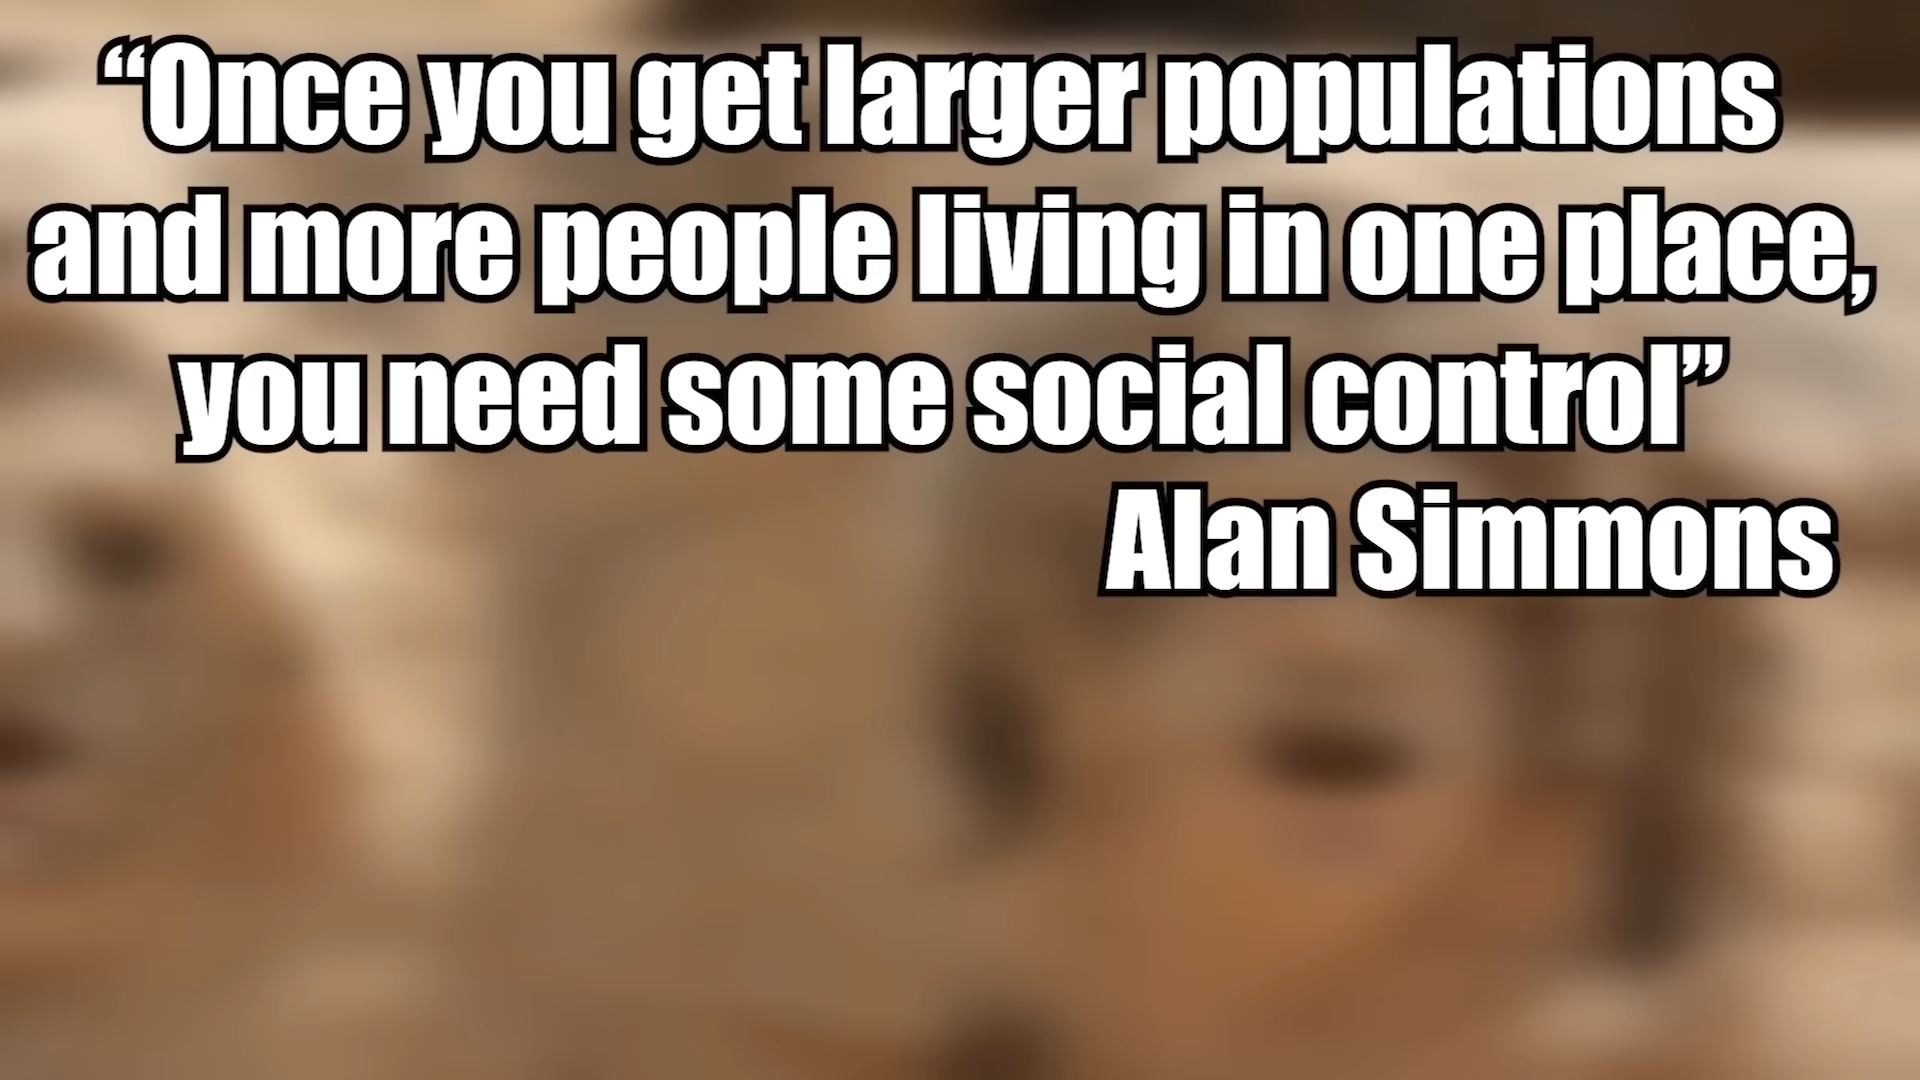 “Once you get larger populations
and more people living in one place,
you need some social control”
Alan Simmons